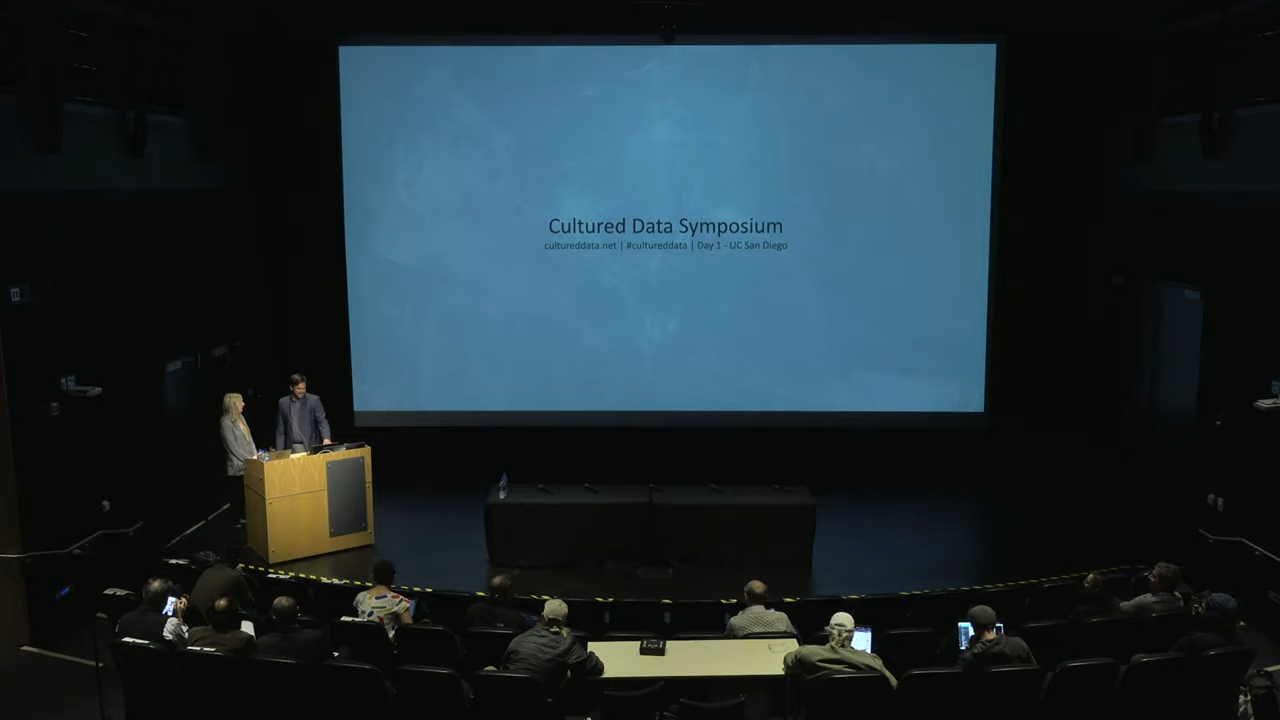 Cultured Data Symposium
cultureddata.net | #cultureddata | Day 1 - UC San Diego